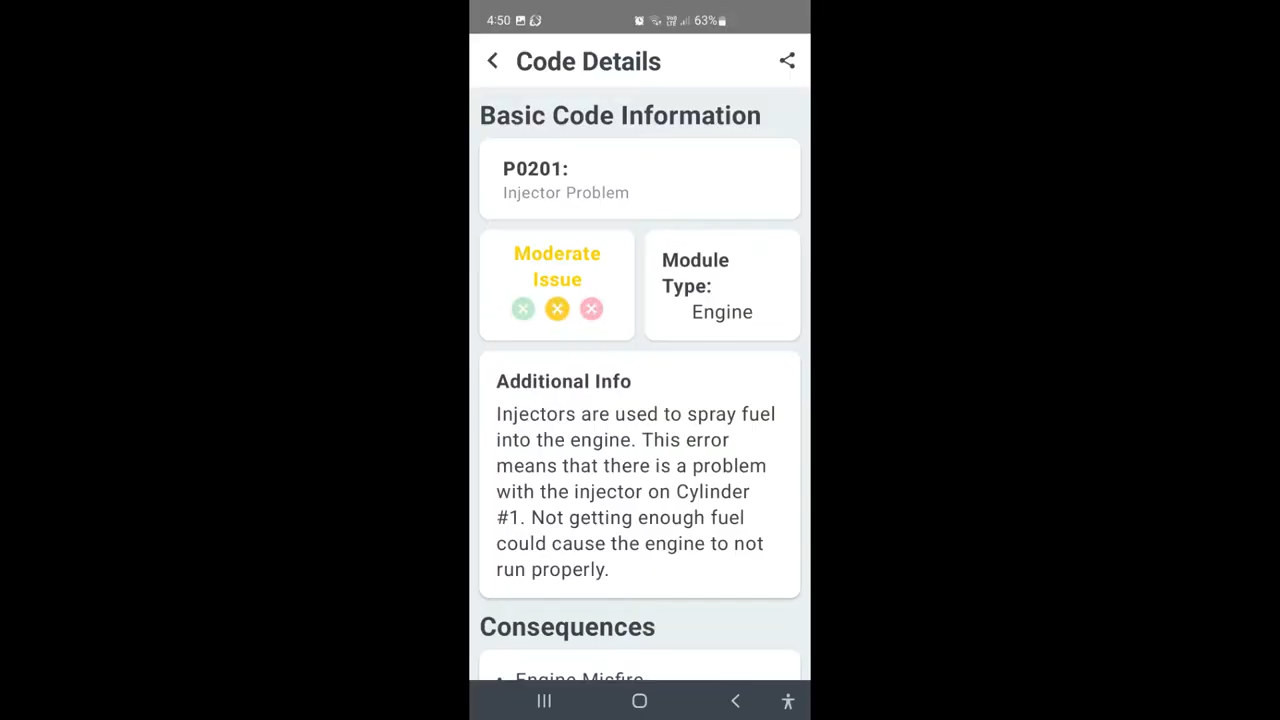 4:50 63%
Code Details
Basic Code Information
P0201:
Injector Problem
Moderate
Issue
Module
Type:
Engine
Additional Info
Injectors are used to spray fuel
into the engine. This error
means that there is a problem
with the injector on Cylinder
#1. Not getting enough fuel
could cause the engine to not
run properly.
Consequences
• Engine Misfire